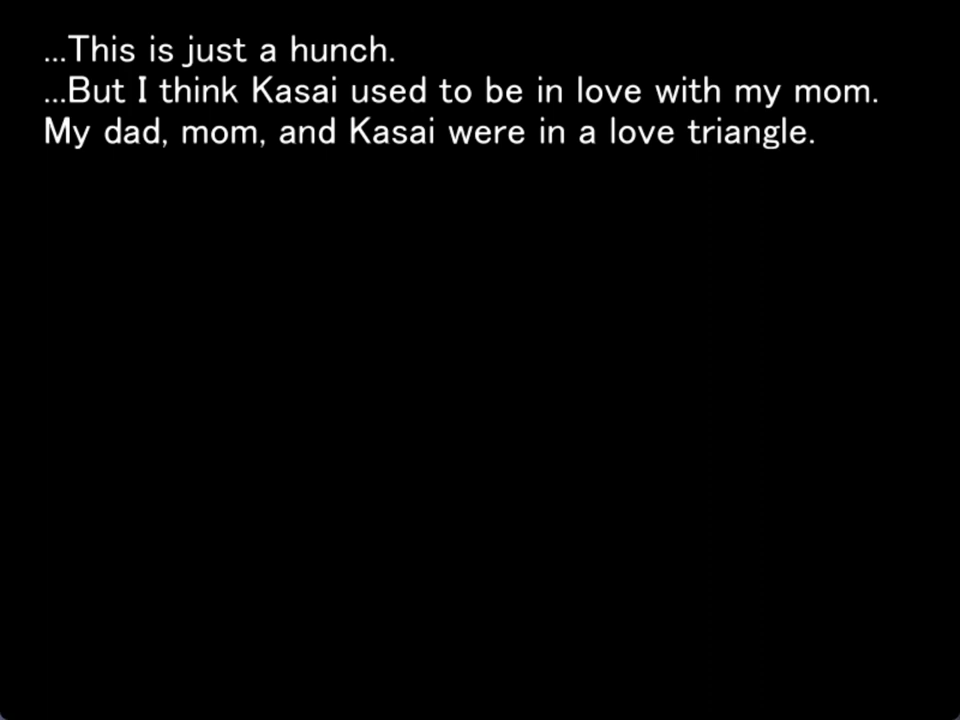 ...This is just a hunch.
...But I think Kasai used to be in love with my mom.
My dad, mom, and Kasai were in a love triangle.